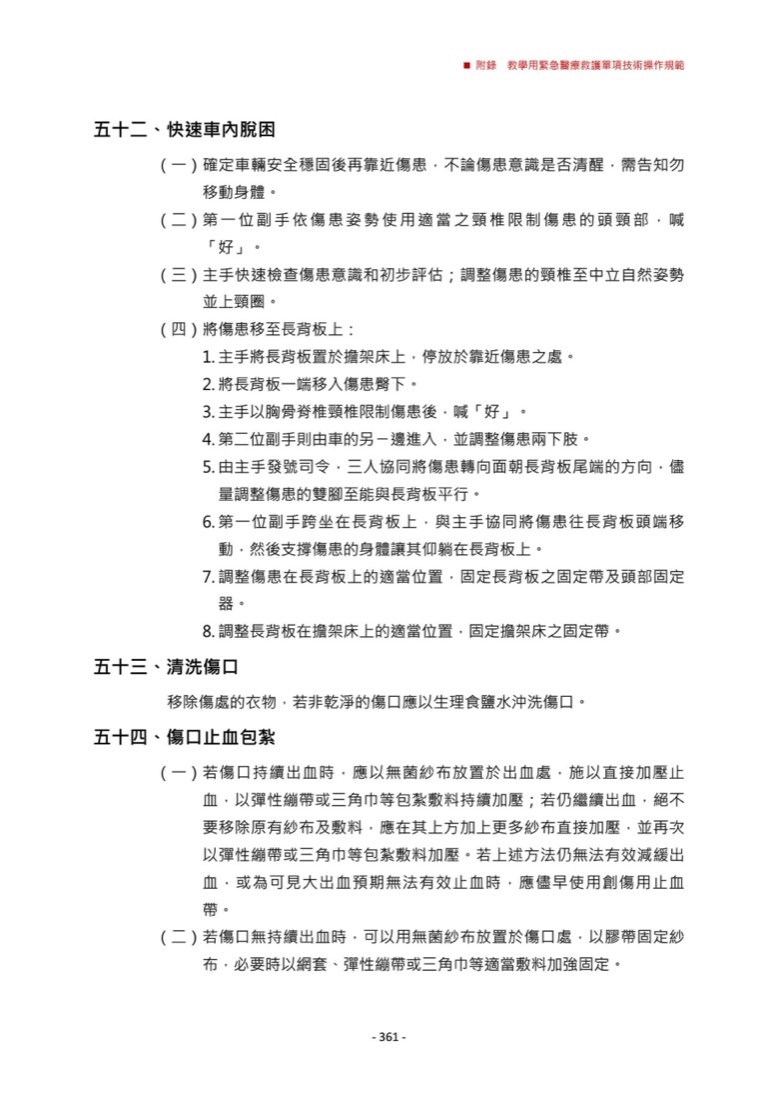 ■ 附錄　教學用緊急醫療救護單項技術操作規範
五十二、快速車內脫困
（一）確定車輛安全穩固後再靠近傷患，不論傷患意識是否清醒，需告知勿
移動身體。
（二）第一位副手依傷患姿勢使用適當之頸椎限制傷患的頭頸部，喊
「好」。
（三）主手快速檢查傷患意識和初步評估；調整傷患的頸椎至中立自然姿勢
並上頸圈。
（四）將傷患移至長背板上：
1. 主手將長背板置於擔架床上，停放於靠近傷患之處。
2. 將長背板一端移入傷患臀下。
3. 主手以胸骨脊椎頸椎限制傷患後，喊「好」。
4. 第二位副手則由車的另一邊進入，並調整傷患兩下肢。
5. 由主手發號司令，三人協同將傷患轉向面朝長背板尾端的方向，儘
量調整傷患的雙腳至能與長背板平行。
6. 第一位副手跨坐在長背板上，與主手協同將傷患往長背板頭端移
動，然後支撐傷患的身體讓其仰躺在長背板上。
7. 調整傷患在長背板上的適當位置，固定長背板之固定帶及頭部固定
器。
8. 調整長背板在擔架床上的適當位置，固定擔架床之固定帶。
五十三、清洗傷口
移除傷處的衣物，若非乾淨的傷口應以生理食鹽水沖洗傷口。
五十四、傷口止血包紮
（一）若傷口持續出血時，應以無菌紗布放置於出血處，施以直接加壓止
血，以彈性繃帶或三角巾等包紮敷料持續加壓；若仍繼續出血，絕不
要移除原有紗布及敷料，應在其上方加上更多紗布直接加壓，並再次
以彈性繃帶或三角巾等包紮敷料加壓。若上述方法仍無法有效減緩出
血，或為可見大出血預期無法有效止血時，應儘早使用創傷用止血
帶。
（二）若傷口無持續出血時，可以用無菌紗布放置於傷口處，以膠帶固定紗
布，必要時以網套、彈性繃帶或三角巾等適當敷料加強固定。
- 361 -